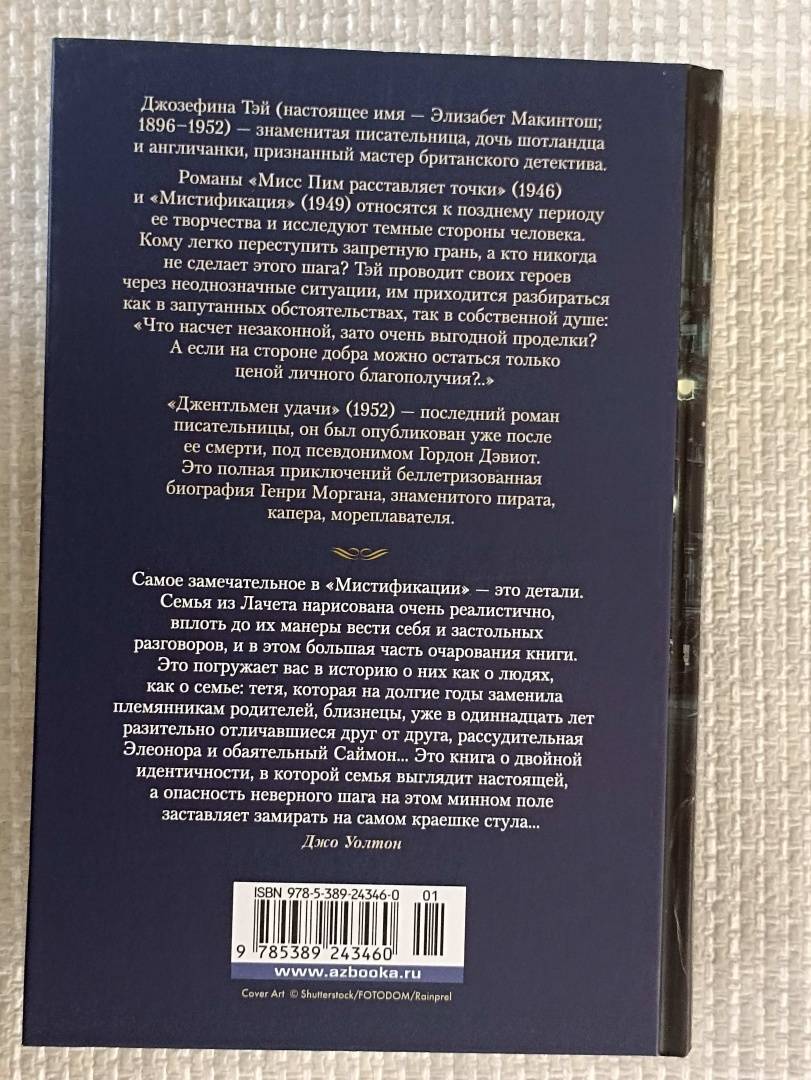 Джозефина Тэй (настоящее имя — Элизабет Макинтош;
1896–1952) — знаменитая писательница, дочь шотландца
и англичанки, признанный мастер британского детектива.
Романы «Мисс Пим расставляет точки» (1946)
и «Мистификация» (1949) относятся к позднему периоду
ее творчества и исследуют темные стороны человека.
Кому легко переступить запретную грань, а кто никогда
не сделает этого шага? Тэй проводит своих героев
через неоднозначные ситуации, им приходится разбираться
как в запутанных обстоятельствах, так в собственной душе:
«Что насчет незаконной, зато очень выгодной проделки?
А если на стороне добра можно остаться только
ценой личного благополучия?..»
«Джентльмен удачи» (1952) — последний роман
писательницы, он был опубликован уже после
ее смерти, под псевдонимом Гордон Дэвиот.
Это полная приключений беллетризованная
биография Генри Моргана, знаменитого пирата,
капера, мореплавателя.
Самое замечательное в «Мистификации» — это детали.
Семья из Лачета нарисована очень реалистично,
вплоть до их манеры вести себя и застольных
разговоров, и в этом большая часть очарования книги.
Это погружает вас в историю о них как о людях,
как о семье: тетя, которая на долгие годы заменила
племянникам родителей, близнецы, уже в одиннадцать лет
разительно отличавшиеся друг от друга, рассудительная
Элеонора и обаятельный Саймон... Это книга о двойной
идентичности, в которой семья выглядит настоящей,
а опасность неверного шага на этом минном поле
заставляет замирать на самом краешке стула...
Джо Уолтон
ISBN 978-5-389-24346-0 01
9 785389 243460
www.azbooka.ru
Cover Art © Shutterstock/FOTODOM/Rainprel